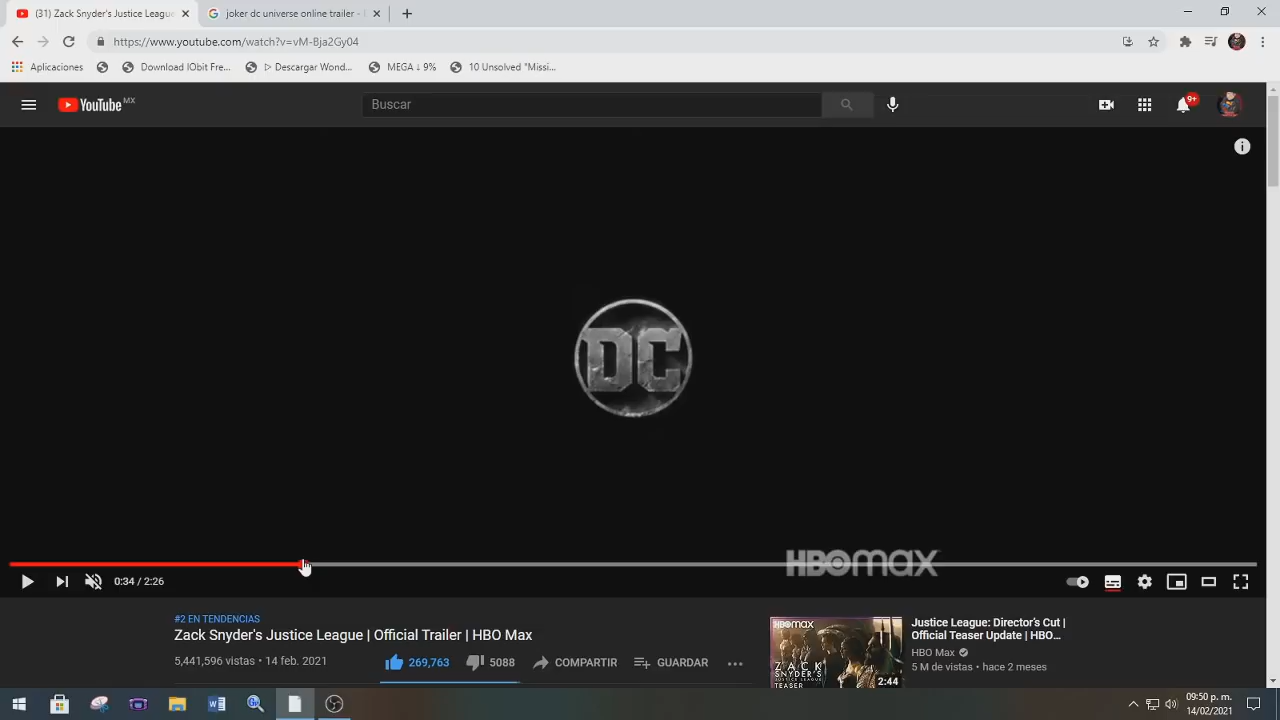 (31) Zack Snyder's Justice League
joker dc universe online trailer -
https://www.youtube.com/watch?v=vM-Bja2Gy04
Aplicaciones
Download IObit Fre...
▷ Descargar Wond...
MEGA ↓ 9%
10 Unsolved "Missi...
YouTube MX
Buscar
9+
DC
HBOmax
0:34 / 2:26
#2 EN TENDENCIAS
Zack Snyder's Justice League | Official Trailer | HBO Max
5,441,596 vistas • 14 feb. 2021
269,763
5088
COMPARTIR
GUARDAR
HBOmax
ZACK
SNYDER'S
JUSTICE LEAGUE
TEASER
2:44
Justice League: Director's Cut |
Official Teaser Update | HBO...
HBO Max
5 M de vistas • hace 2 meses
09:50 p. m.
14/02/2021